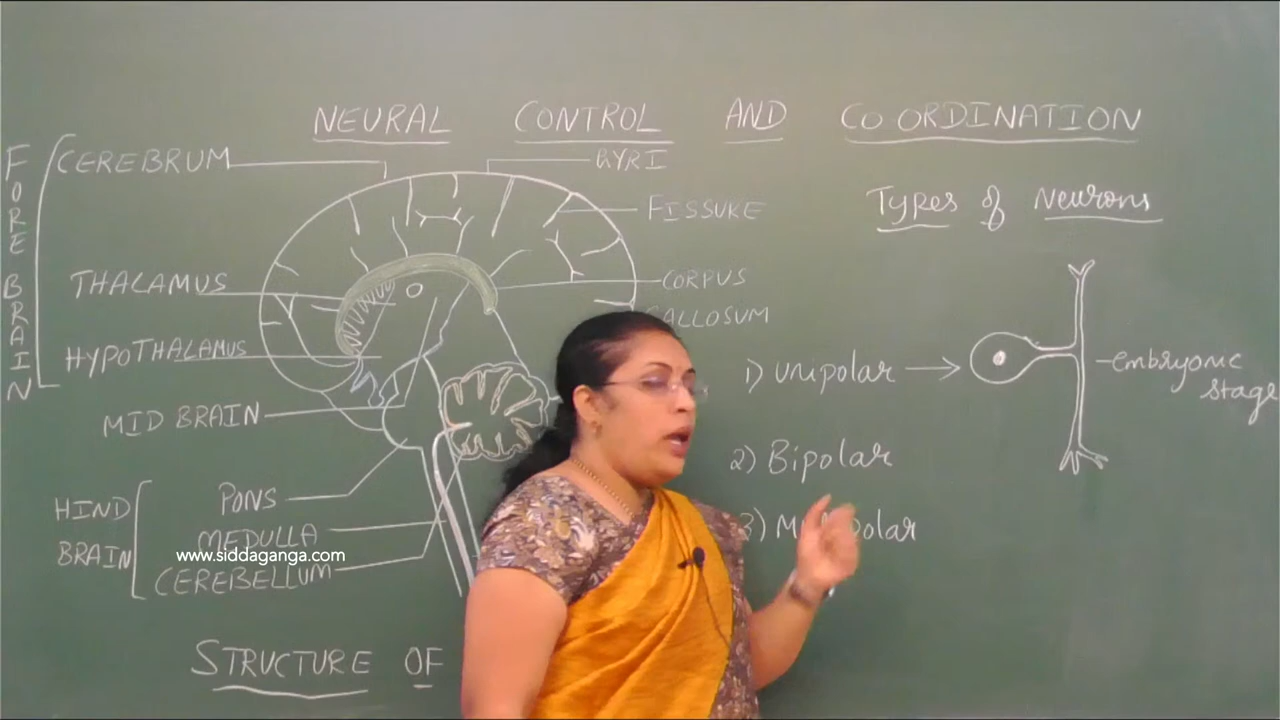 NEURAL CONTROL AND CO ORDINATION
FORE BRAIN
CEREBRUM
GYRI
FISSURE
THALAMUS
CORPUS
CALLOSUM
HYPOTHALAMUS
MID BRAIN
HIND
BRAIN
PONS
MEDULLA
www.siddaganga.com
CEREBELLUM
STRUCTURE OF
Types of Neurons
1) unipolar
embryonic
stage
2) Bipolar
3)